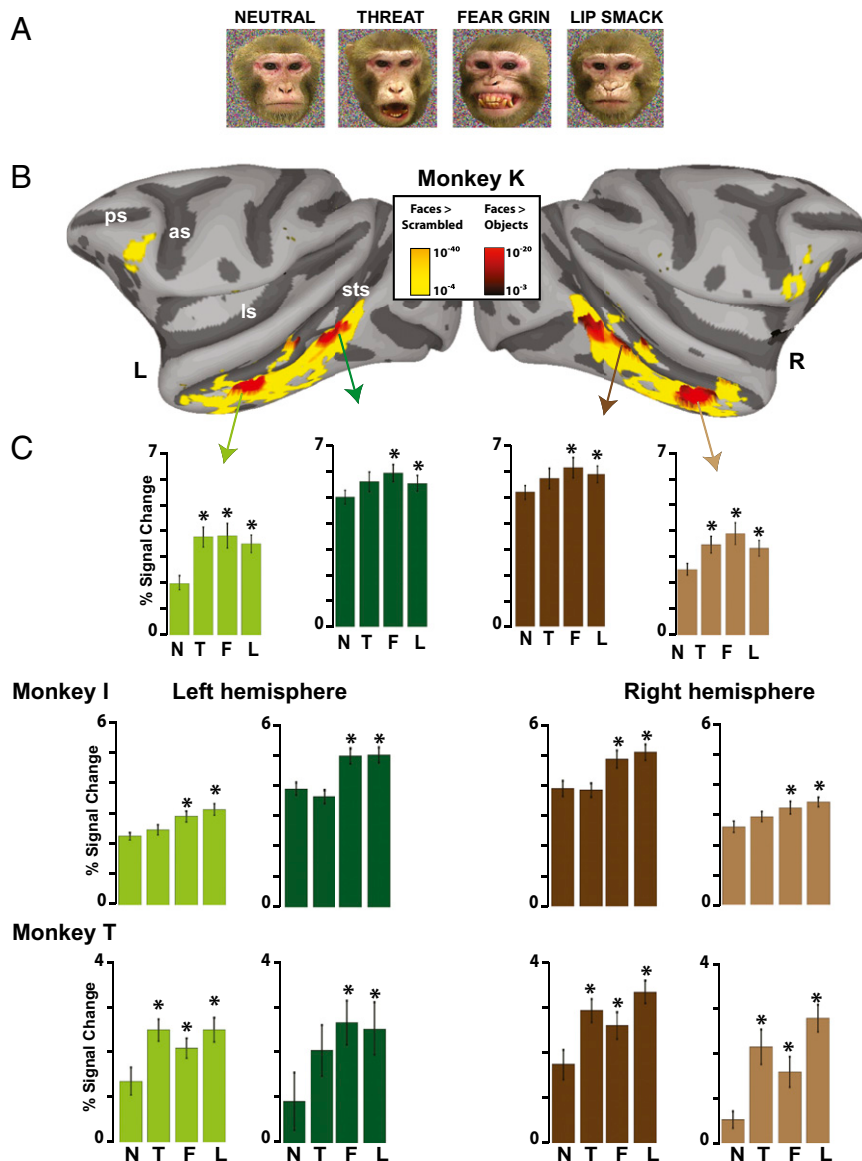 A
NEUTRAL THREAT FEAR GRIN LIP SMACK
B
Monkey K
Faces > Scrambled
Faces > Objects
10-40
10-4
10-20
10-3
ps
as
ls
sts
L
R
C
% Signal Change
7
0
N T F L
7
0
N T F L
7
0
N T F L
7
0
N T F L
* * *
* *
* *
* * *
Monkey I
Left hemisphere
Right hemisphere
% Signal Change
6
0
* *
6
0
* *
6
0
* *
6
0
* *
Monkey T
% Signal Change
4
0
* * *
N T F L
4
0
* *
N T F L
4
0
* * *
N T F L
4
0
* * *
N T F L